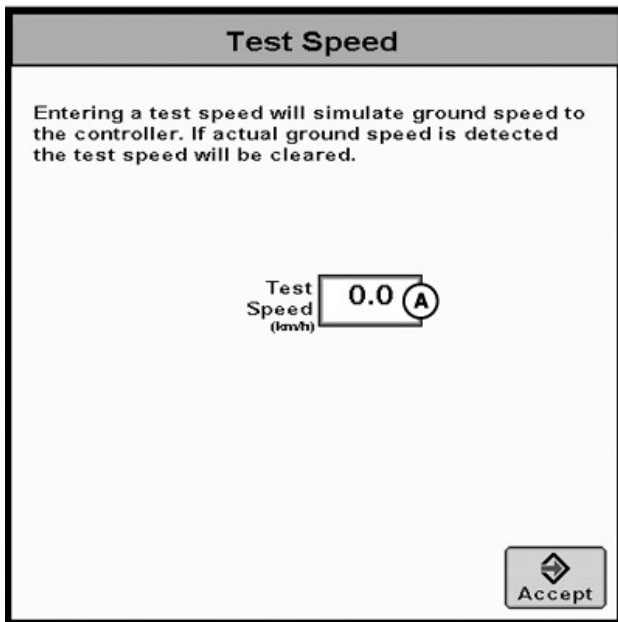 Test Speed
Entering a test speed will simulate ground speed to
the controller. If actual ground speed is detected
the test speed will be cleared.
Test
Speed
(km/h)
0.0
A
Accept